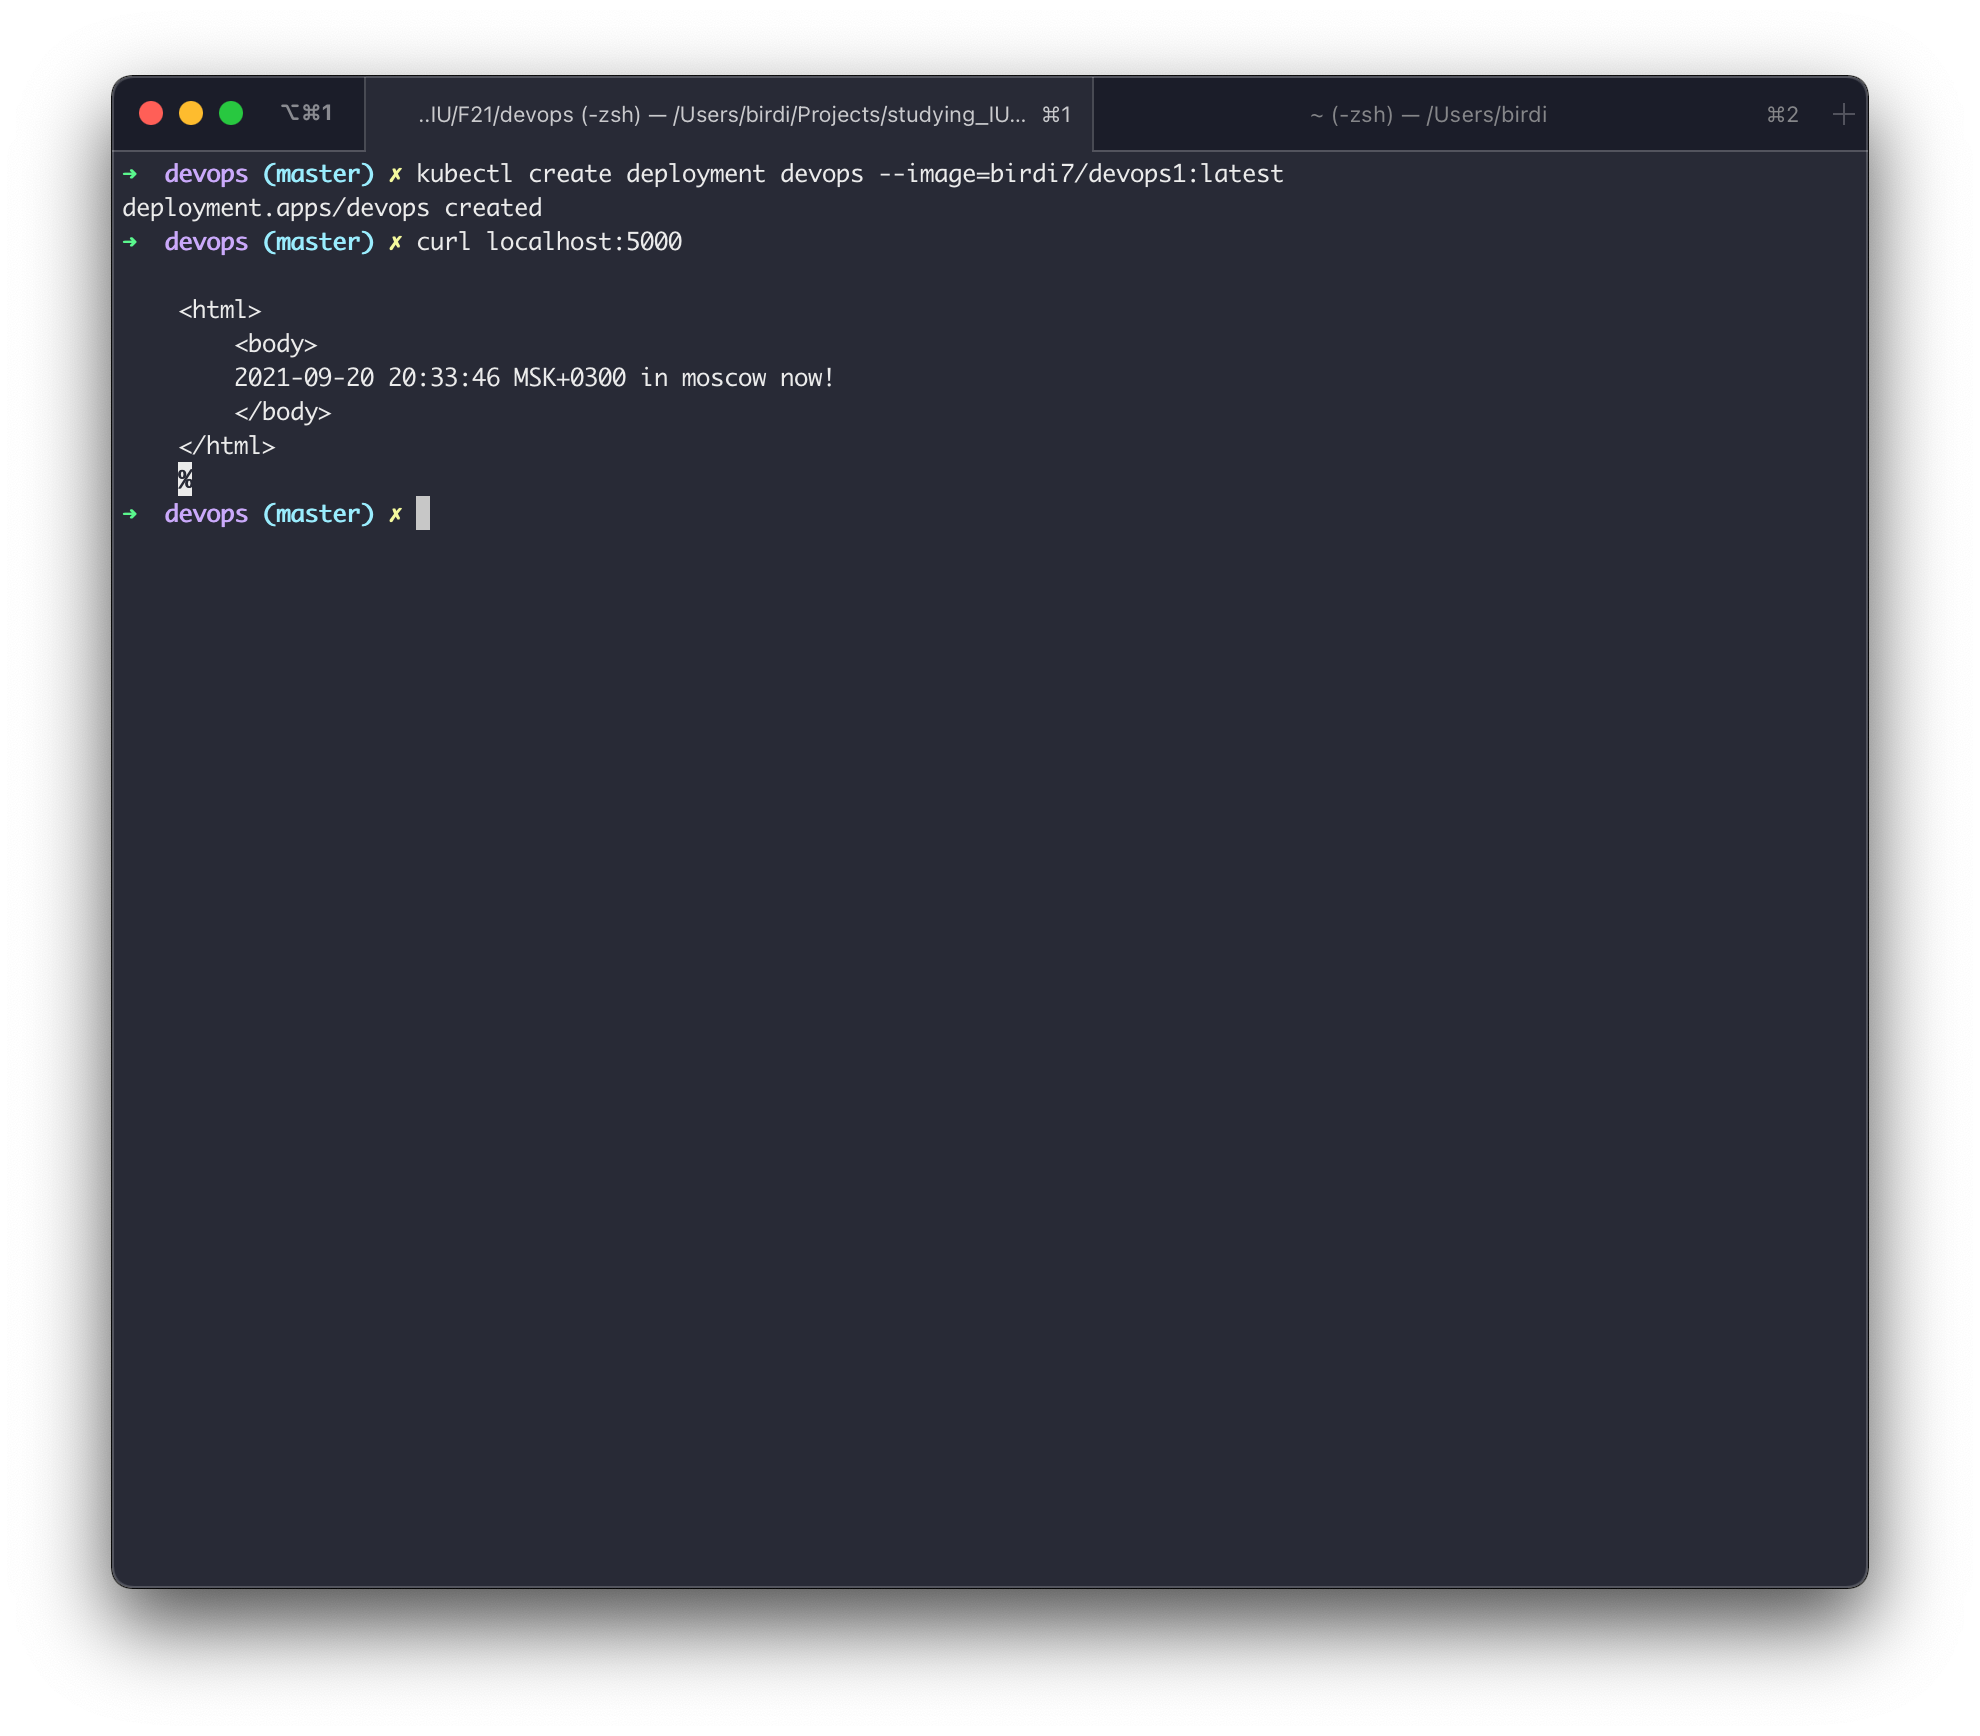 ⌥⌘1 ..IU/F21/devops (-zsh) — /Users/birdi/Projects/studying_IU... ⌘1 ~ (-zsh) — /Users/birdi ⌘2 +
➜ devops (master) ✗ kubectl create deployment devops --image=birdi7/devops1:latest
deployment.apps/devops created
➜ devops (master) ✗ curl localhost:5000
<html>
<body>
2021-09-20 20:33:46 MSK+0300 in moscow now!
</body>
</html>
%
➜ devops (master) ✗